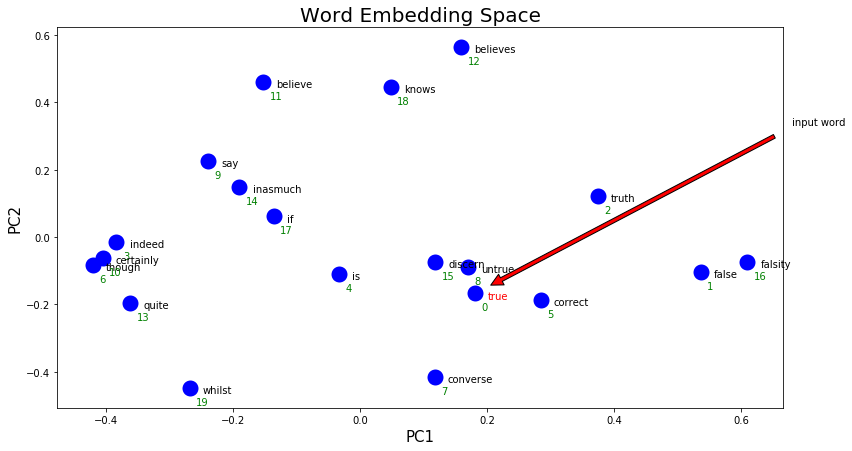 Word Embedding Space
0.6
believes
12
believe
11
knows
18
0.4
input word
say
9
0.2
inasmuch
14
truth
2
if
17
PC2
0.0
indeed
3
certainly
10
though
6
is
4
discern
15
untrue
8
false
1
falsity
16
true
0
correct
5
quite
13
−0.2
converse
7
−0.4
whilst
19
−0.4
−0.2
0.0
0.2
0.4
0.6
PC1